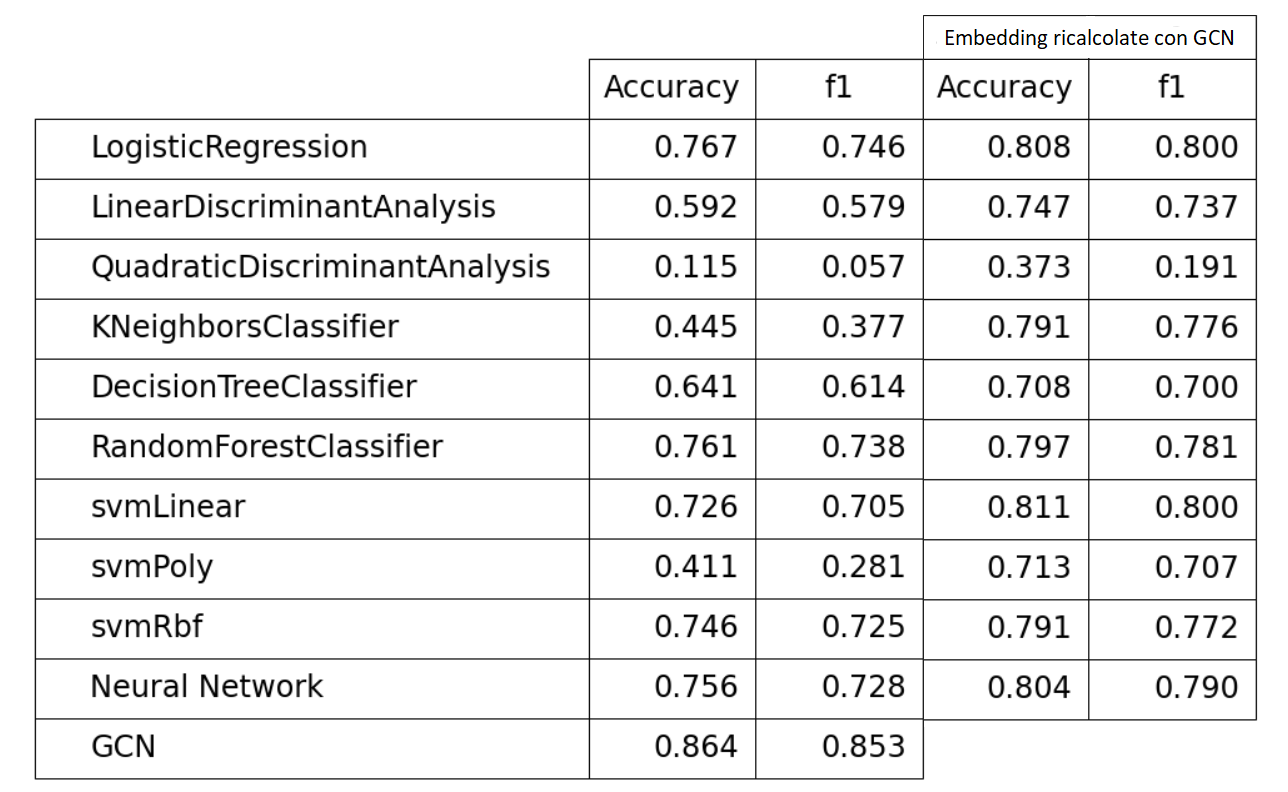 Embedding ricalcolate con GCN
Accuracy f1 Accuracy f1
LogisticRegression 0.767 0.746 0.808 0.800
LinearDiscriminantAnalysis 0.592 0.579 0.747 0.737
QuadraticDiscriminantAnalysis 0.115 0.057 0.373 0.191
KNeighborsClassifier 0.445 0.377 0.791 0.776
DecisionTreeClassifier 0.641 0.614 0.708 0.700
RandomForestClassifier 0.761 0.738 0.797 0.781
svmLinear 0.726 0.705 0.811 0.800
svmPoly 0.411 0.281 0.713 0.707
svmRbf 0.746 0.725 0.791 0.772
Neural Network 0.756 0.728 0.804 0.790
GCN 0.864 0.853